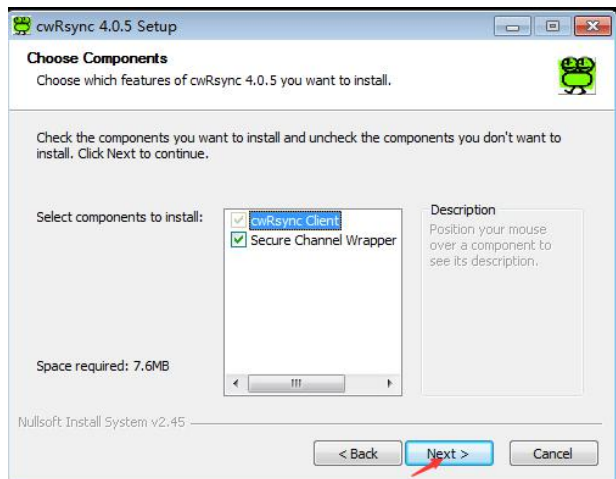 cwRsync 4.0.5 Setup
Choose Components
Choose which features of cwRsync 4.0.5 you want to install.
Check the components you want to install and uncheck the components you don't want to
install. Click Next to continue.
Select components to install:
cwRsync Client
Secure Channel Wrapper
Description
Position your mouse
over a component to
see its description.
Space required: 7.6MB
Nullsoft Install System v2.45
< Back
Next >
Cancel